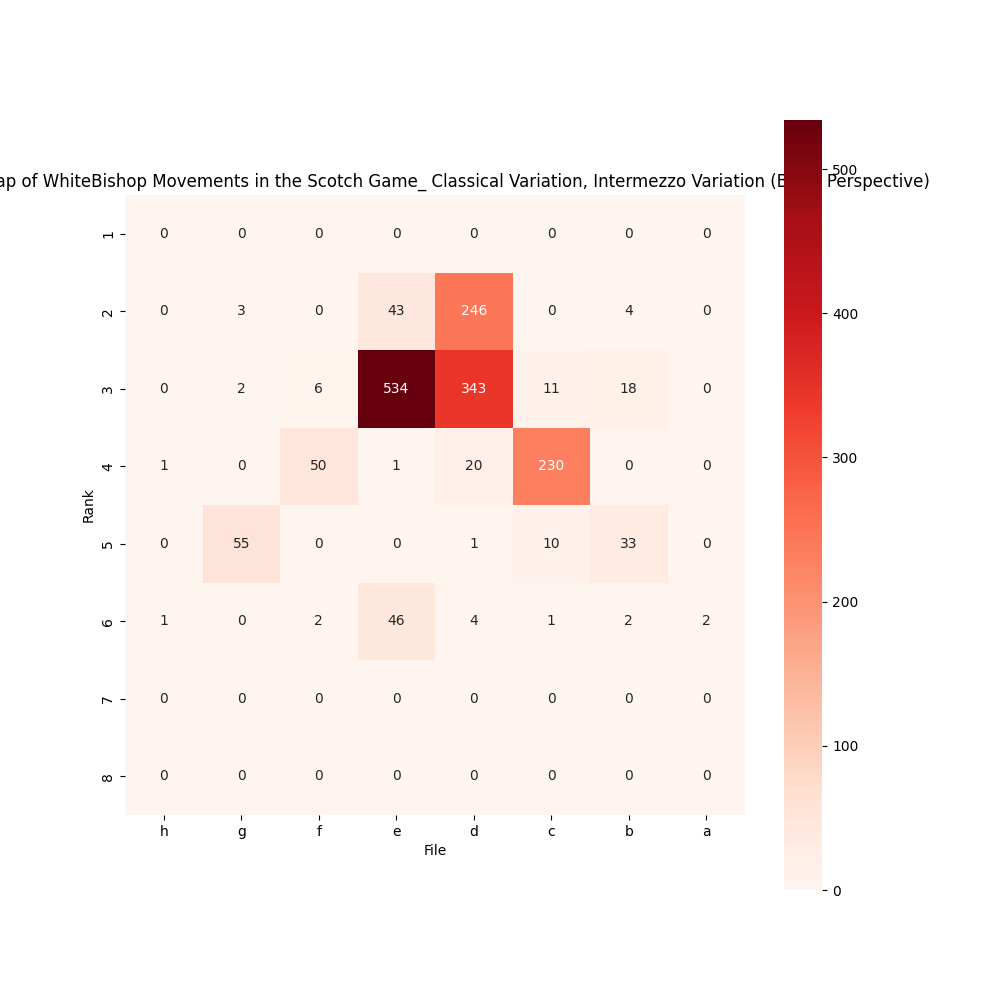 ap of WhiteBishop Movements in the Scotch Game_ Classical Variation, Intermezzo Variation (B Perspective)
500
400
300
200
100
0
Rank
1 0 0 0 0 0 0 0 0
2 0 3 0 43 246 0 4 0
3 0 2 6 534 343 11 18 0
4 1 0 50 1 20 230 0 0
5 0 55 0 0 1 10 33 0
6 1 0 2 46 4 1 2 2
7 0 0 0 0 0 0 0 0
8 0 0 0 0 0 0 0 0
h g f e d c b a
File